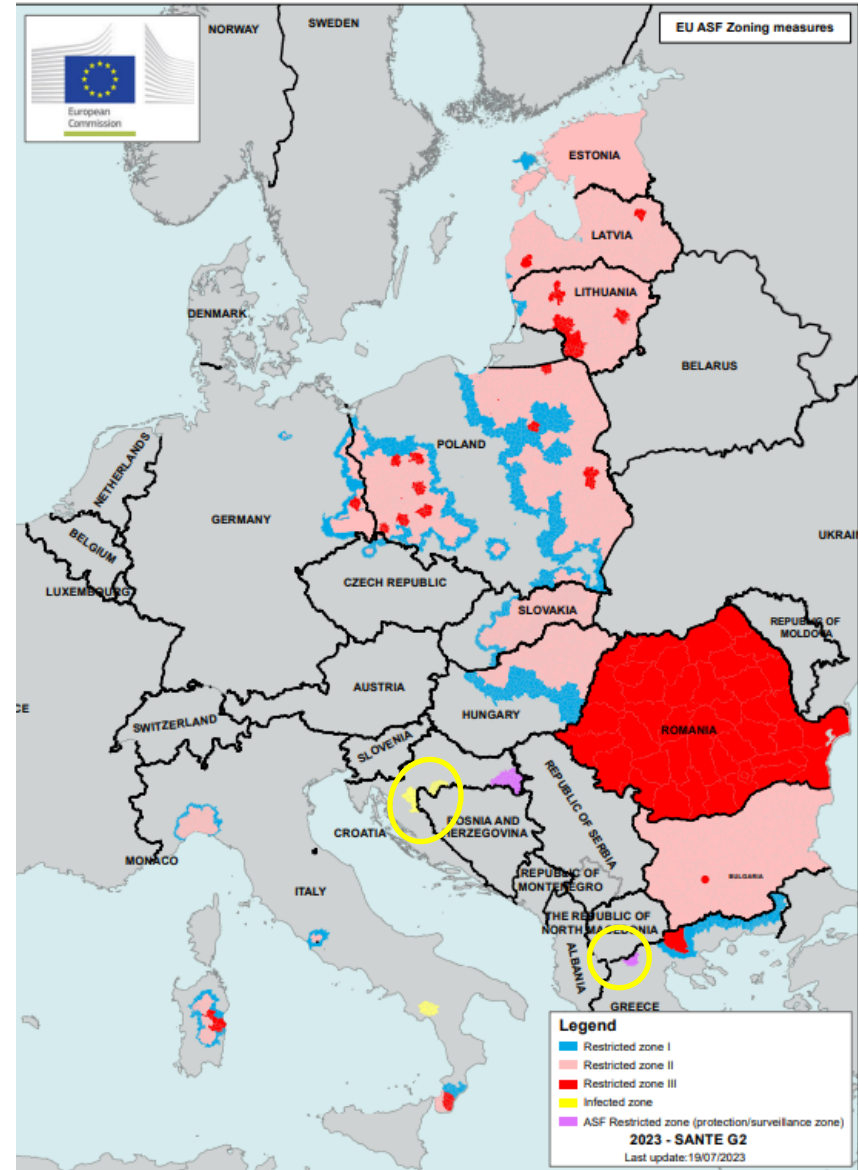 NORWAY
SWEDEN
EU ASF Zoning measures
European
Commission
ESTONIA
LATVIA
LITHUANIA
DENMARK
BELARUS
POLAND
NETHERLANDS
GERMANY
BELGIUM
UKRAI
LUXEMBOURG
CZECH REPUBLIC
SLOVAKIA
REPUBLIC OF
MOLDOVA
AUSTRIA
CE
HUNGARY
SWITZERLAND
ROMANIA
SLOVENIA
REPUBLIC OF SERBIA
CROATIA
BOSNIA AND
HERZEGOVINA
MONACO
BULGARIA
ITALY
REPUBLIC OF
MONTENEGRO
THE REPUBLIC OF
NORTH MACEDONIA
ALBANIA
GREECE
Legend
Restricted zone I
Restricted zone II
Restricted zone III
Infected zone
ASF Restricted zone (protection/surveillance zone)
2023 - SANTE G2
Last update:19/07/2023